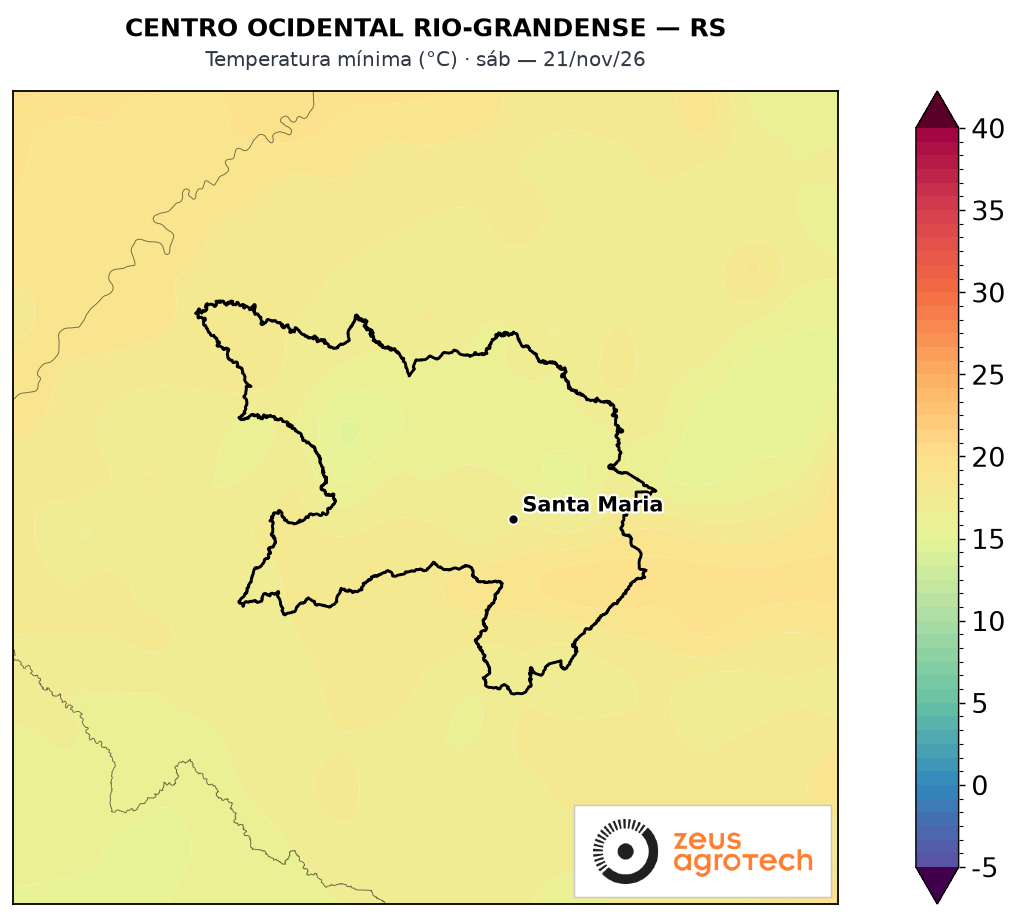 CENTRO OCIDENTAL RIO-GRANDENSE — RS
Temperatura mínima (°C) · sáb — 21/nov/26
40
35
30
25
20
15
10
5
0
-5
Santa Maria
zeus
agrotech